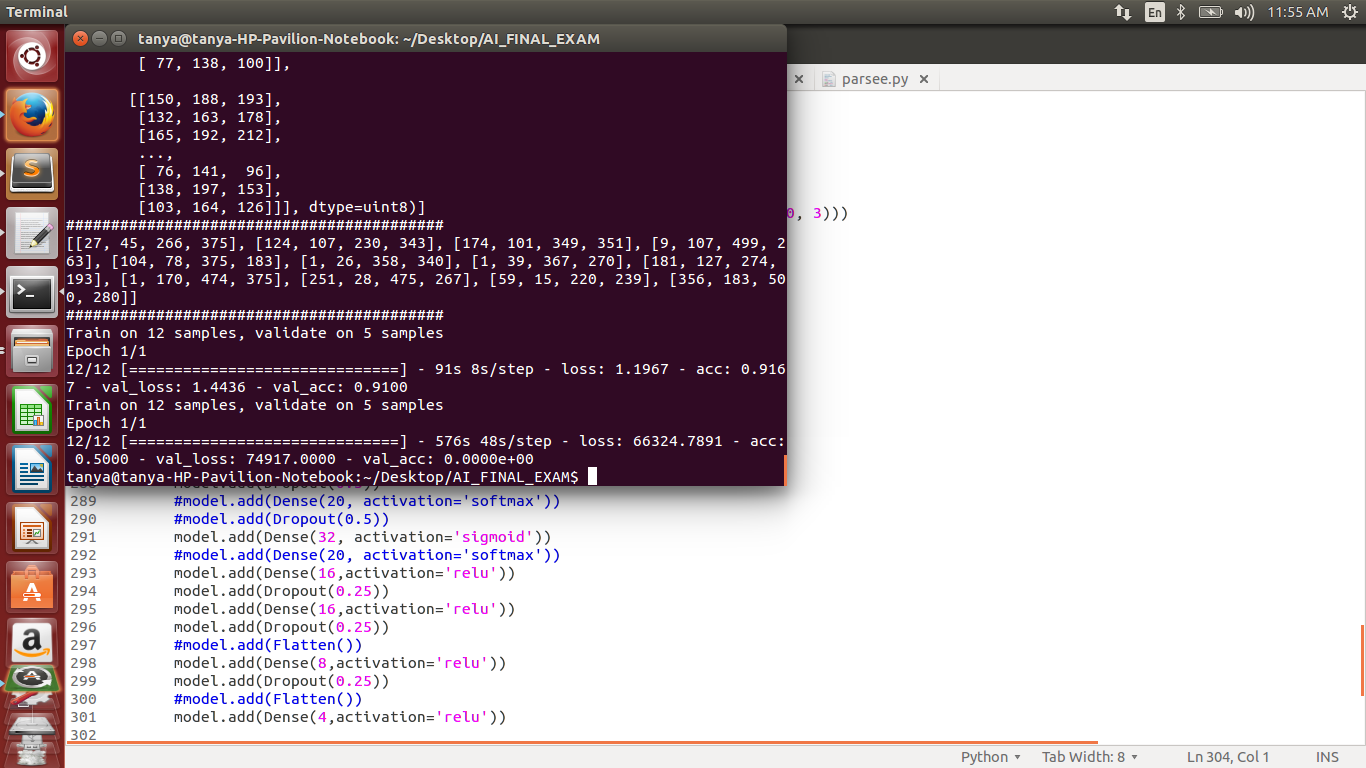 Terminal
En
11:55 AM
tanya@tanya-HP-Pavilion-Notebook: ~/Desktop/AI_FINAL_EXAM
parsee.py
[ 77, 138, 100]],
[[150, 188, 193],
[132, 163, 178],
[165, 192, 212],
...,
[ 76, 141,  96],
[138, 197, 153],
[103, 164, 126]]], dtype=uint8)]
0, 3)))
##########################################
[[27, 45, 266, 375], [124, 107, 230, 343], [174, 101, 349, 351], [9, 107, 499, 2
63], [104, 78, 375, 183], [1, 26, 358, 340], [1, 39, 367, 270], [181, 127, 274,
193], [1, 170, 474, 375], [251, 28, 475, 267], [59, 15, 220, 239], [356, 183, 50
0, 280]]
##########################################
Train on 12 samples, validate on 5 samples
Epoch 1/1
12/12 [==============================] - 91s 8s/step - loss: 1.1967 - acc: 0.916
7 - val_loss: 1.4436 - val_acc: 0.9100
Train on 12 samples, validate on 5 samples
Epoch 1/1
12/12 [==============================] - 576s 48s/step - loss: 66324.7891 - acc:
0.5000 - val_loss: 74917.0000 - val_acc: 0.0000e+00
tanya@tanya-HP-Pavilion-Notebook:~/Desktop/AI_FINAL_EXAM$
289 #model.add(Dense(20, activation='softmax'))
290 #model.add(Dropout(0.5))
291 model.add(Dense(32, activation='sigmoid'))
292 #model.add(Dense(20, activation='softmax'))
293 model.add(Dense(16,activation='relu'))
294 model.add(Dropout(0.25))
295 model.add(Dense(16,activation='relu'))
296 model.add(Dropout(0.25))
297 #model.add(Flatten())
298 model.add(Dense(8,activation='relu'))
299 model.add(Dropout(0.25))
300 #model.add(Flatten())
301 model.add(Dense(4,activation='relu'))
302
Python Tab Width: 8 Ln 304, Col 1 INS